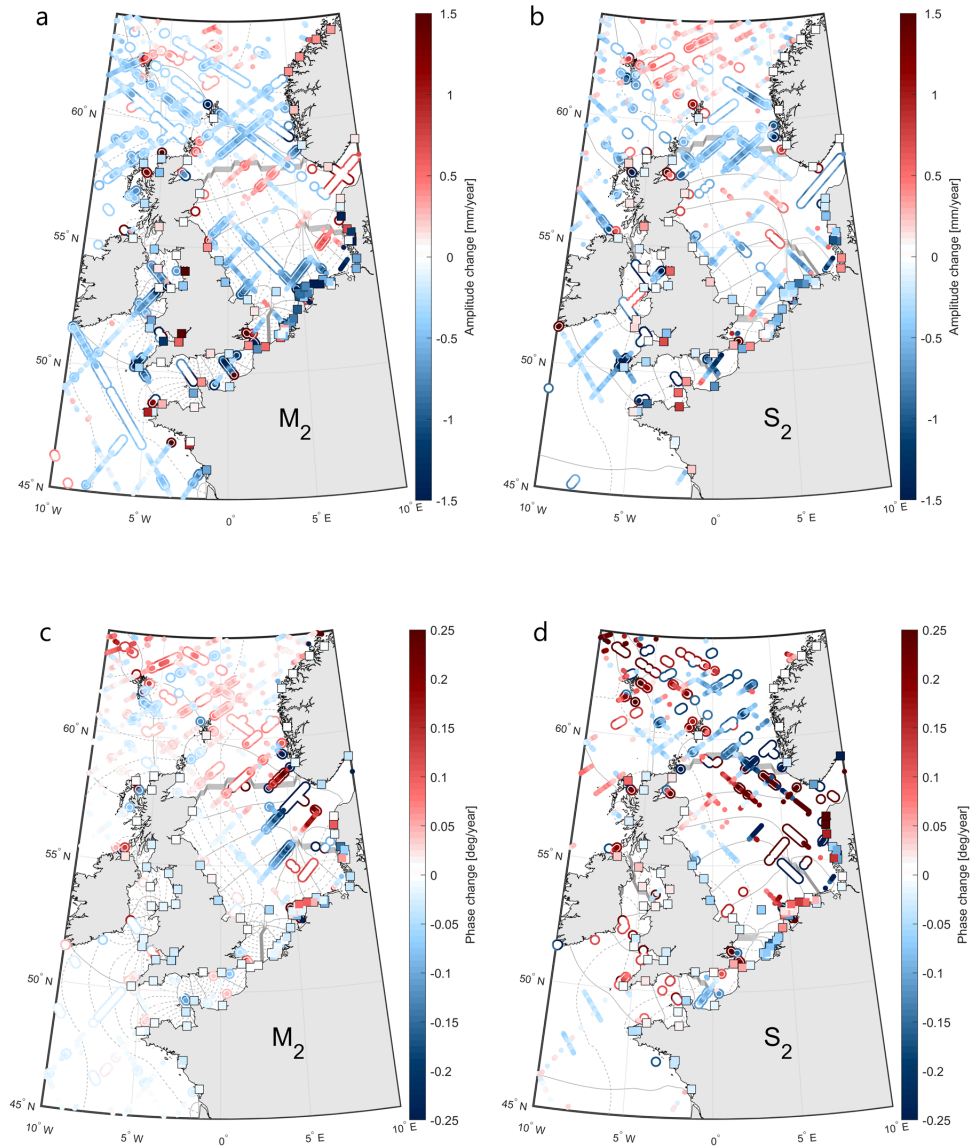 a
60° N
55° N
50° N
45° N
10° W
5° W
0°
5° E
10° E
M₂
1.5
1
0.5
0
-0.5
-1
-1.5
Amplitude change [mm/year]
b
60° N
55° N
50° N
45° N
10° W
5° W
0°
5° E
10° E
S₂
1.5
1
0.5
0
-0.5
-1
-1.5
Amplitude change [mm/year]
c
60° N
55° N
50° N
45° N
10° W
5° W
0°
5° E
10° E
M₂
0.25
0.2
0.15
0.1
0.05
0
-0.05
-0.1
-0.15
-0.2
-0.25
Phase change [deg/year]
d
60° N
55° N
50° N
45° N
10° W
5° W
0°
5° E
10° E
S₂
0.25
0.2
0.15
0.1
0.05
0
-0.05
-0.1
-0.15
-0.2
-0.25
Phase change [deg/year]